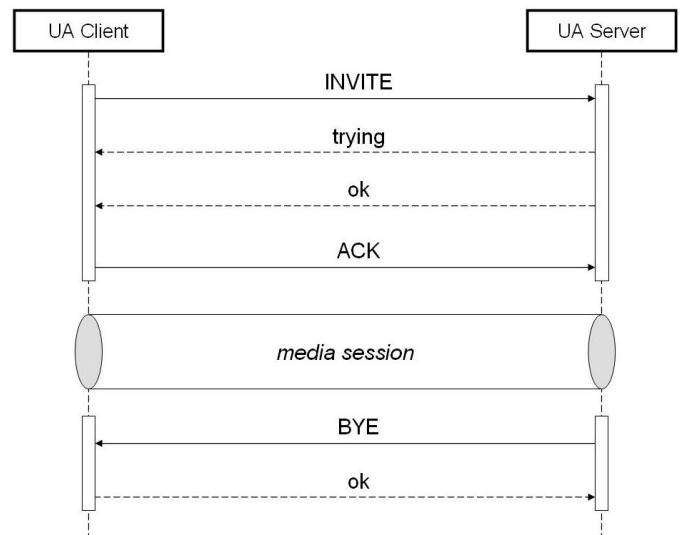 UA Client
UA Server
INVITE
trying
ok
ACK
media session
BYE
ok